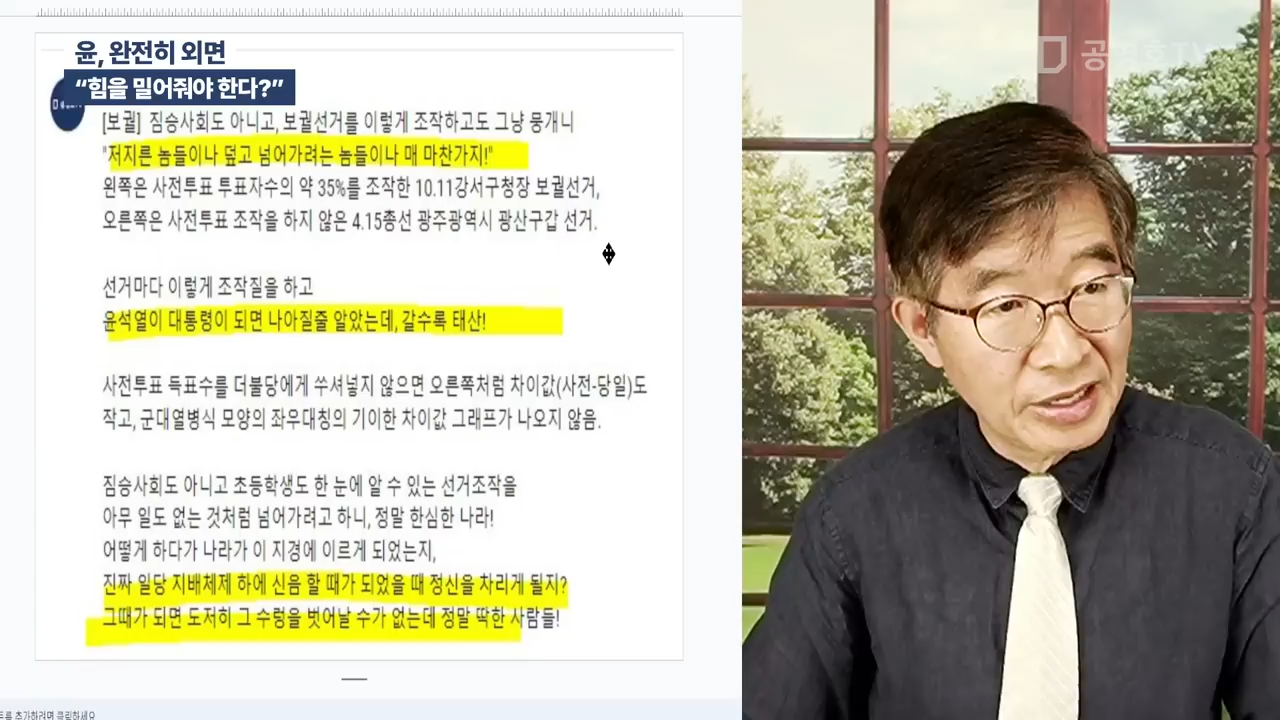 윤, 완전히 외면
“힘을 밀어줘야 한다?”
[보궐] 짐승사회도 아니고, 보궐선거를 이렇게 조작하고도 그냥 뭉개니
"저지른 놈들이나 덮고 넘어가려는 놈들이나 매 마찬가지!"
왼쪽은 사전투표 투표자수의 약 35%를 조작한 10.11강서구청장 보궐선거,
오른쪽은 사전투표 조작을 하지 않은 4.15총선 광주광역시 광산구갑 선거.
선거마다 이렇게 조작질을 하고
윤석열이 대통령이 되면 나아질줄 알았는데, 갈수록 태산!
사전투표 득표수를 더불당에게 쑤셔넣지 않으면 오른쪽처럼 차이값(사전-당일)도
작고, 군대열병식 모양의 좌우대칭의 기이한 차이값 그래프가 나오지 않음.
짐승사회도 아니고 초등학생도 한 눈에 알 수 있는 선거조작을
아무 일도 없는 것처럼 넘어가려고 하니, 정말 한심한 나라!
어떻게 하다가 나라가 이 지경에 이르게 되었는지,
진짜 일당 지배체제 하에 신음 할 때가 되었을 때 정신을 차리게 될지?
그때가 되면 도저히 그 수렁을 벗어날 수가 없는데 정말 딱한 사람들!
추가하려면 클릭하세요
공병호TV